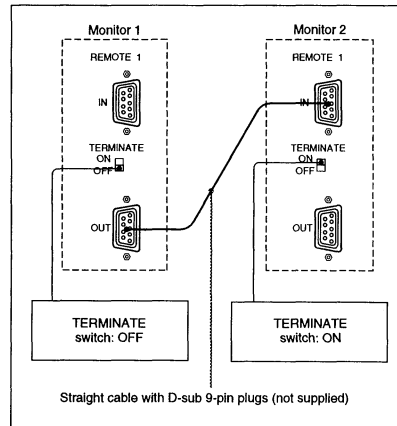 Monitor 1
REMOTE 1
IN
TERMINATE
ON
OFF
OUT
TERMINATE
switch: OFF
Monitor 2
REMOTE 1
IN
TERMINATE
ON
OFF
OUT
TERMINATE
switch: ON
Straight cable with D-sub 9-pin plugs (not supplied)